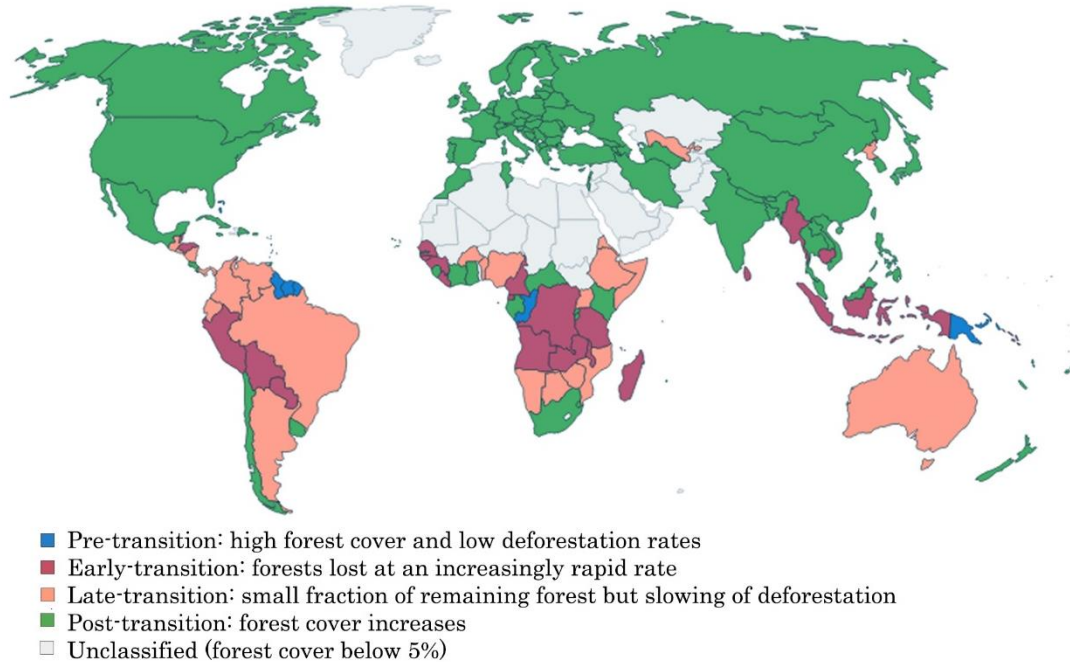 Pre-transition: high forest cover and low deforestation rates
Early-transition: forests lost at an increasingly rapid rate
Late-transition: small fraction of remaining forest but slowing of deforestation
Post-transition: forest cover increases
Unclassified (forest cover below 5%)